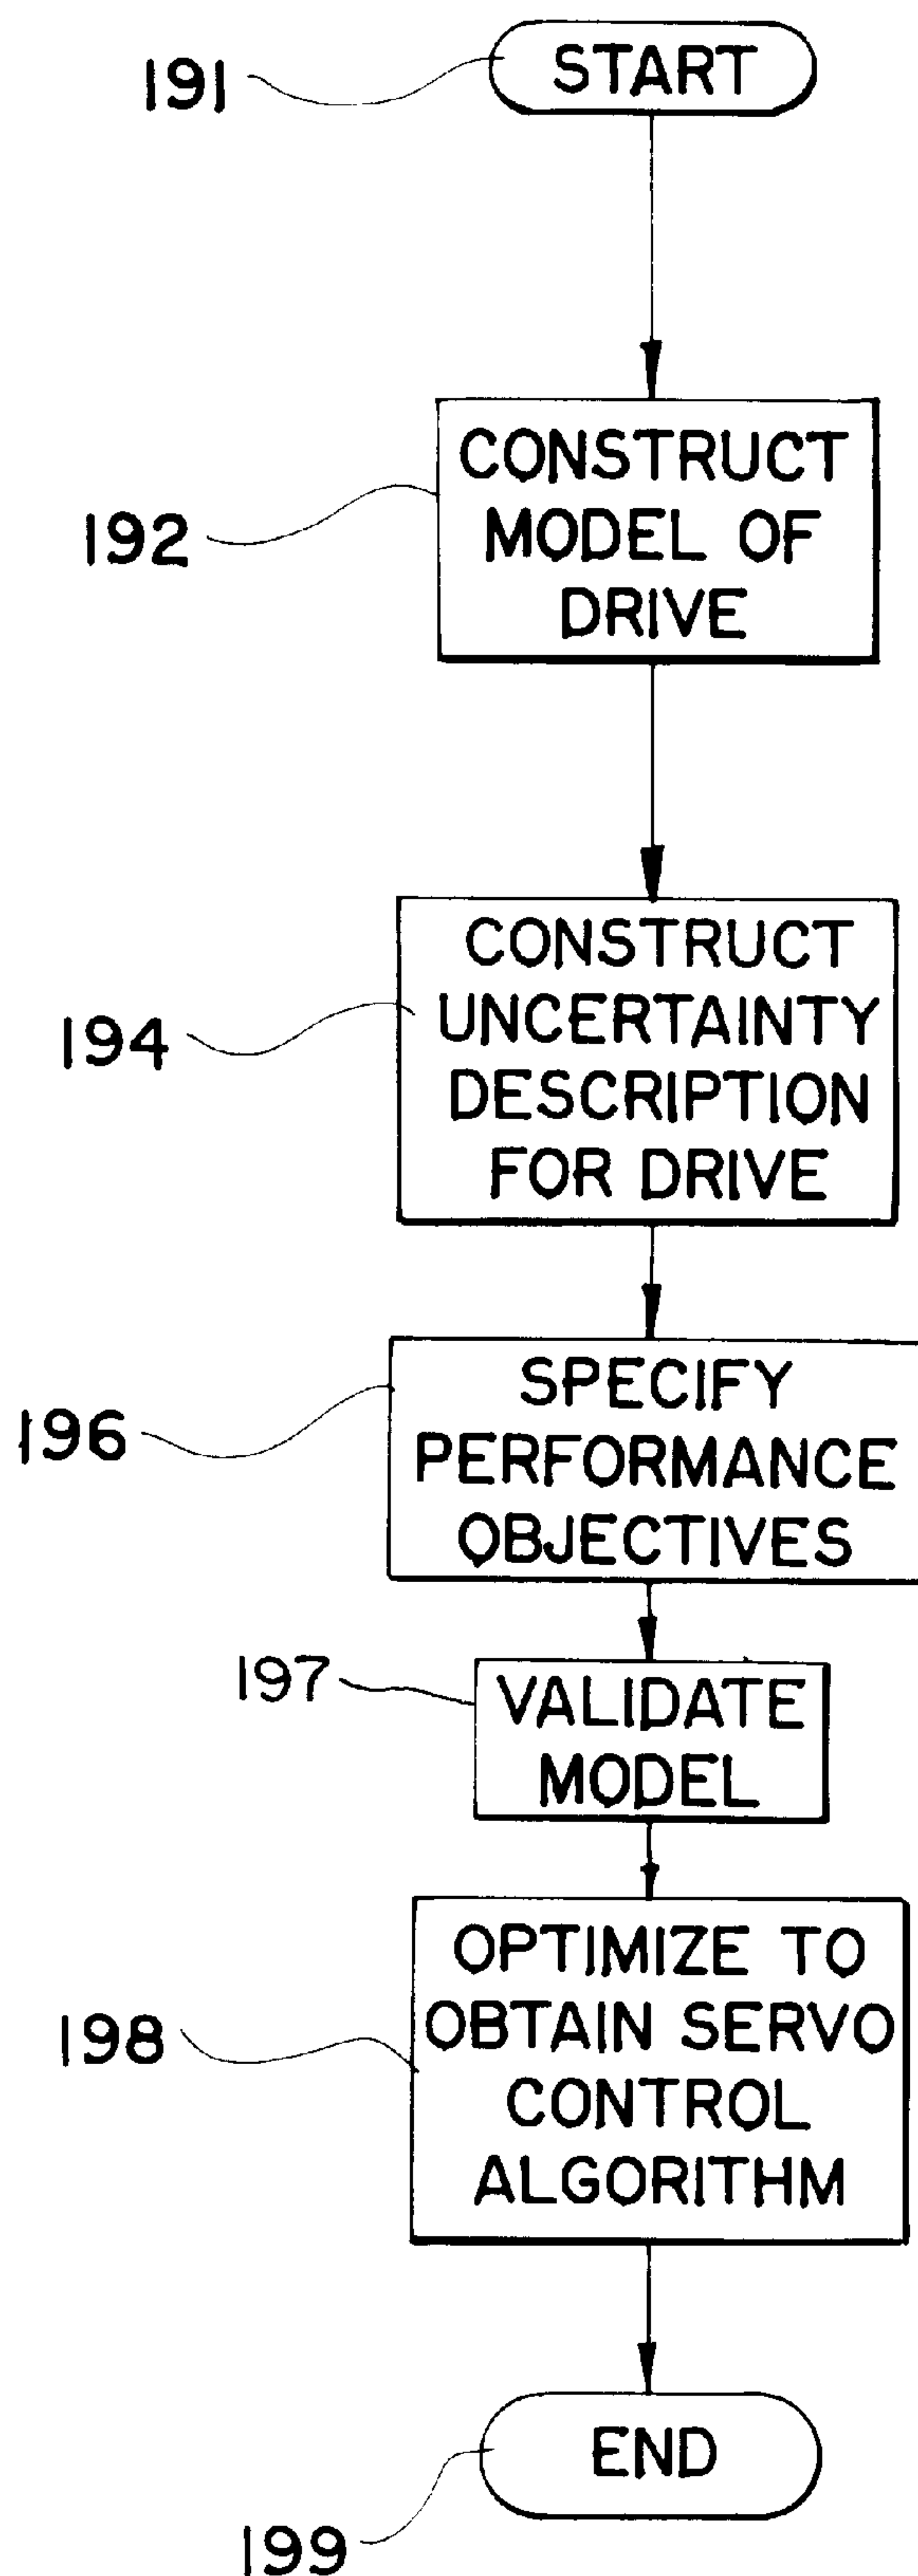 191
START
192
CONSTRUCT
MODEL OF
DRIVE
194
CONSTRUCT
UNCERTAINTY
DESCRIPTION
FOR DRIVE
196
SPECIFY
PERFORMANCE
OBJECTIVES
197
VALIDATE
MODEL
198
OPTIMIZE TO
OBTAIN SERVO
CONTROL
ALGORITHM
END
199